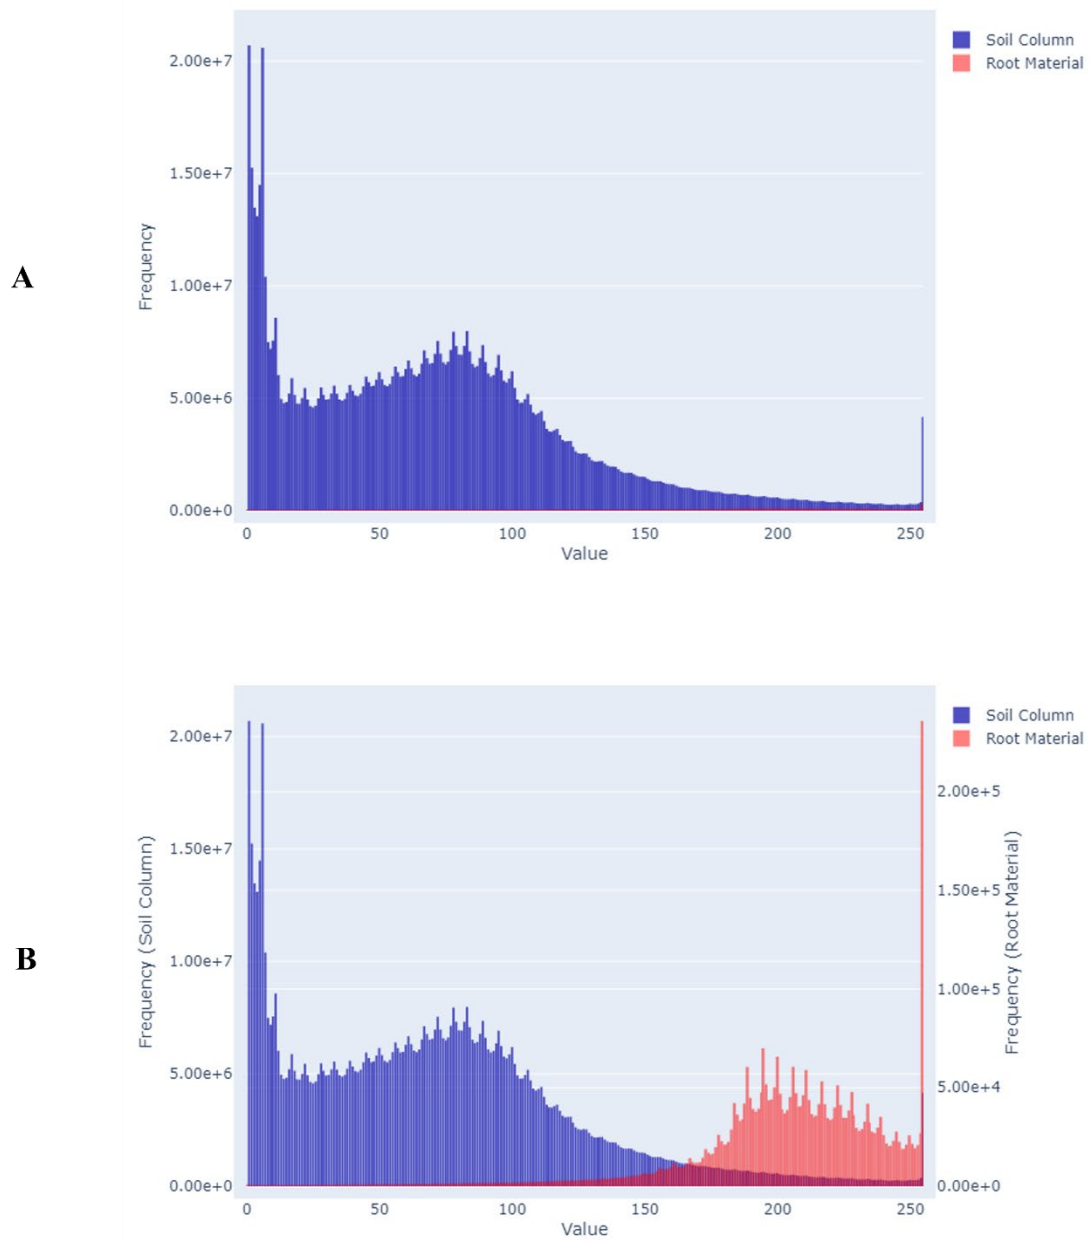 A
Soil Column
Root Material
2.00e+7
1.50e+7
1.00e+7
5.00e+6
0.00e+0
Frequency
0
50
100
150
200
250
Value
B
Soil Column
Root Material
2.00e+7
1.50e+7
1.00e+7
5.00e+6
0.00e+0
Frequency (Soil Column)
2.00e+5
1.50e+5
1.00e+5
5.00e+4
0.00e+0
Frequency (Root Material)
0
50
100
150
200
250
Value